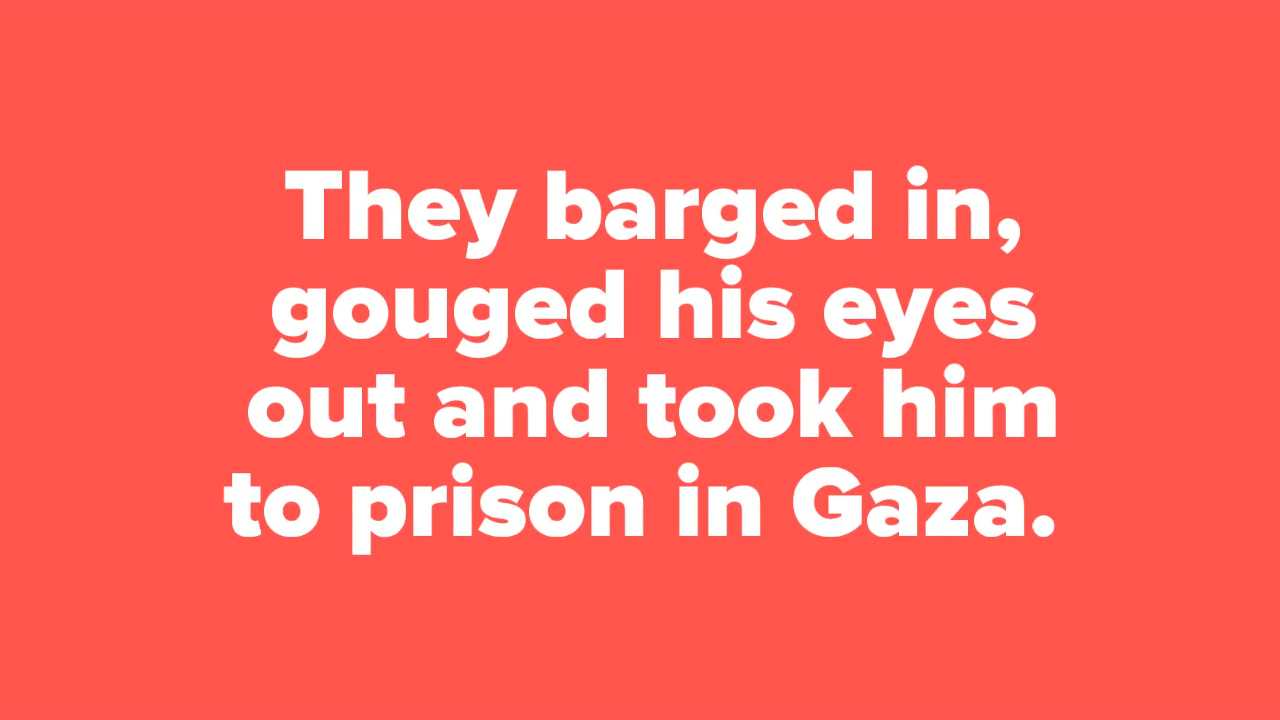 They barged in,
gouged his eyes
out and took him
to prison in Gaza.